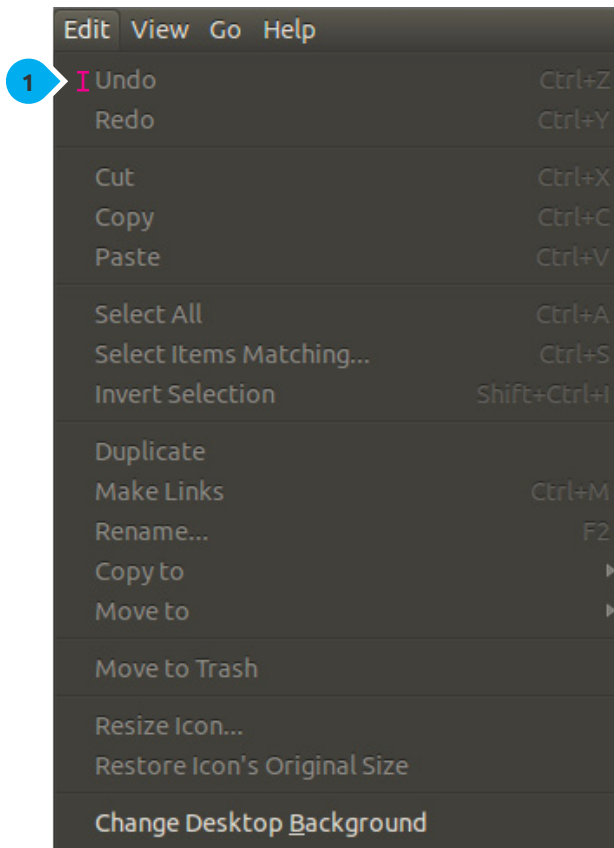 Edit View Go Help
1 Undo Ctrl+Z
Redo Ctrl+Y
Cut Ctrl+X
Copy Ctrl+C
Paste Ctrl+V
Select All Ctrl+A
Select Items Matching... Ctrl+S
Invert Selection Shift+Ctrl+I
Duplicate
Make Links Ctrl+M
Rename... F2
Copy to
Move to
Move to Trash
Resize Icon...
Restore Icon's Original Size
Change Desktop Background